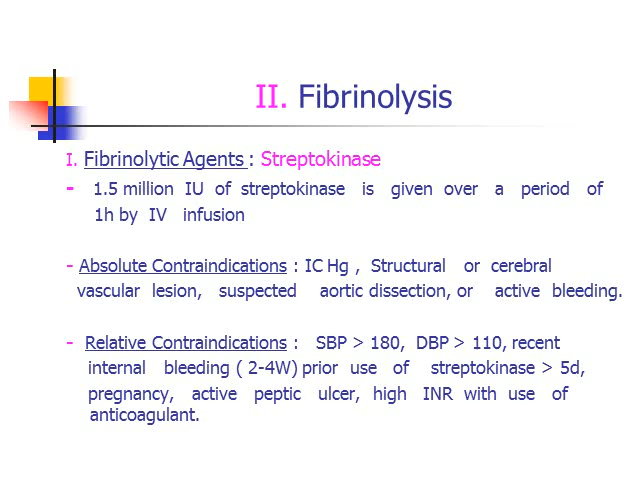 II. Fibrinolysis
I. Fibrinolytic Agents : Streptokinase
- 1.5 million IU of streptokinase is given over a period of
1h by IV infusion
- Absolute Contraindications : IC Hg , Structural or cerebral
vascular lesion, suspected aortic dissection, or active bleeding.
- Relative Contraindications : SBP > 180, DBP > 110, recent
internal bleeding ( 2-4W) prior use of streptokinase > 5d,
pregnancy, active peptic ulcer, high INR with use of
anticoagulant.